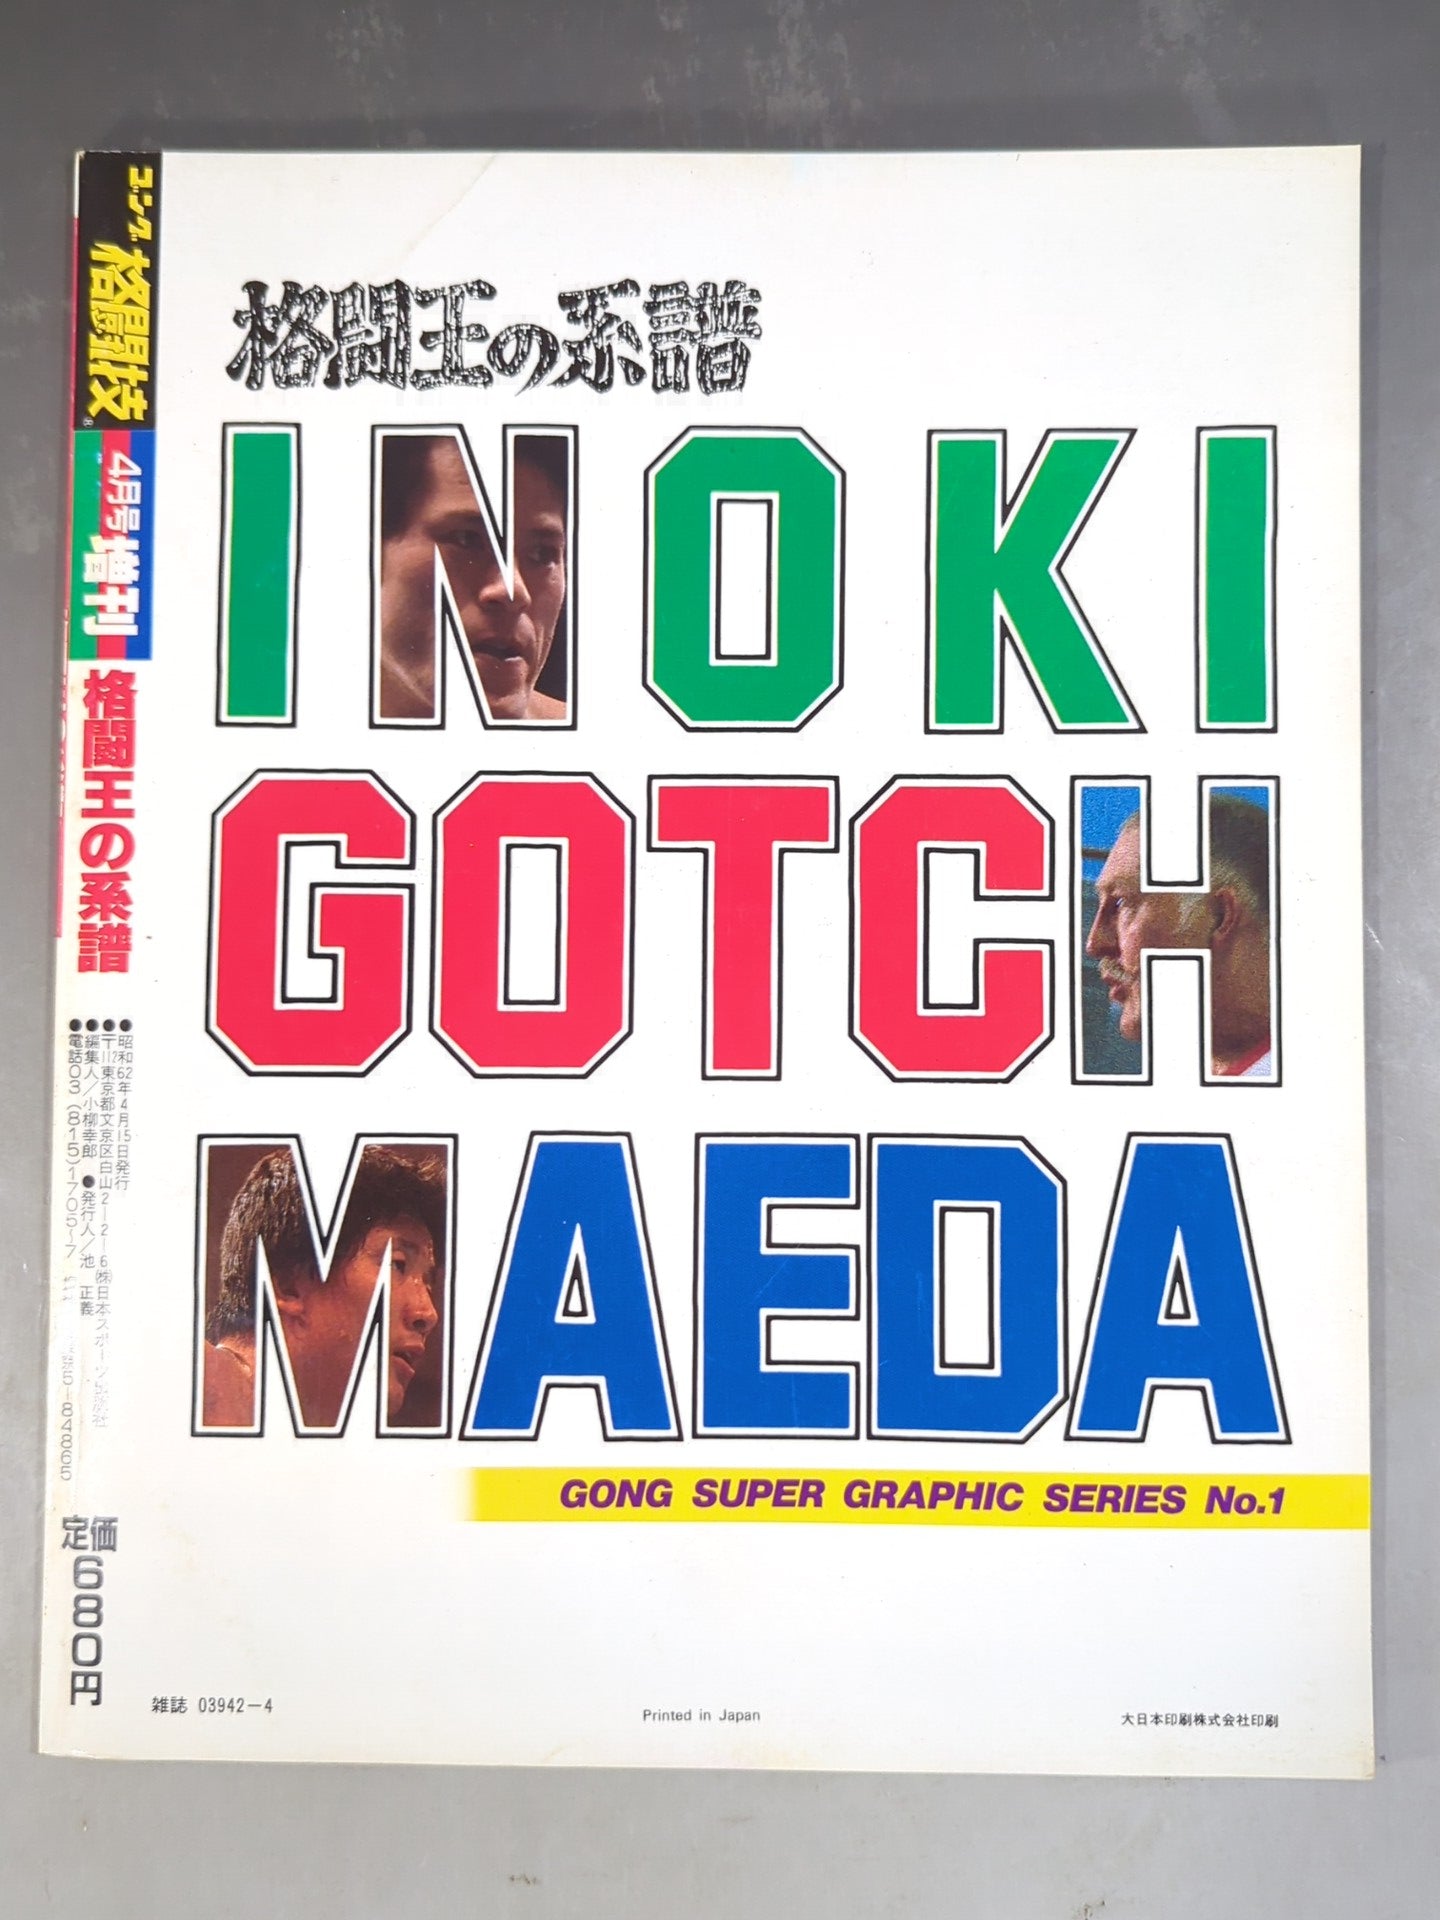 ゴング格闘技
4月号増刊
格闘王の系譜
●昭和62年4月15日発行
●〒112東京都文京区白山2—2—6㈱日本スポーツ出版社
●編集人／小柳幸郎 ●発行人／池 正義
●電話03(815)1705〜7
5—84865
定価680円
格闘王の系譜
INOKI
GOTCH
MAEDA
GONG SUPER GRAPHIC SERIES No.1
雑誌 03942—4
Printed in Japan
大日本印刷株式会社印刷